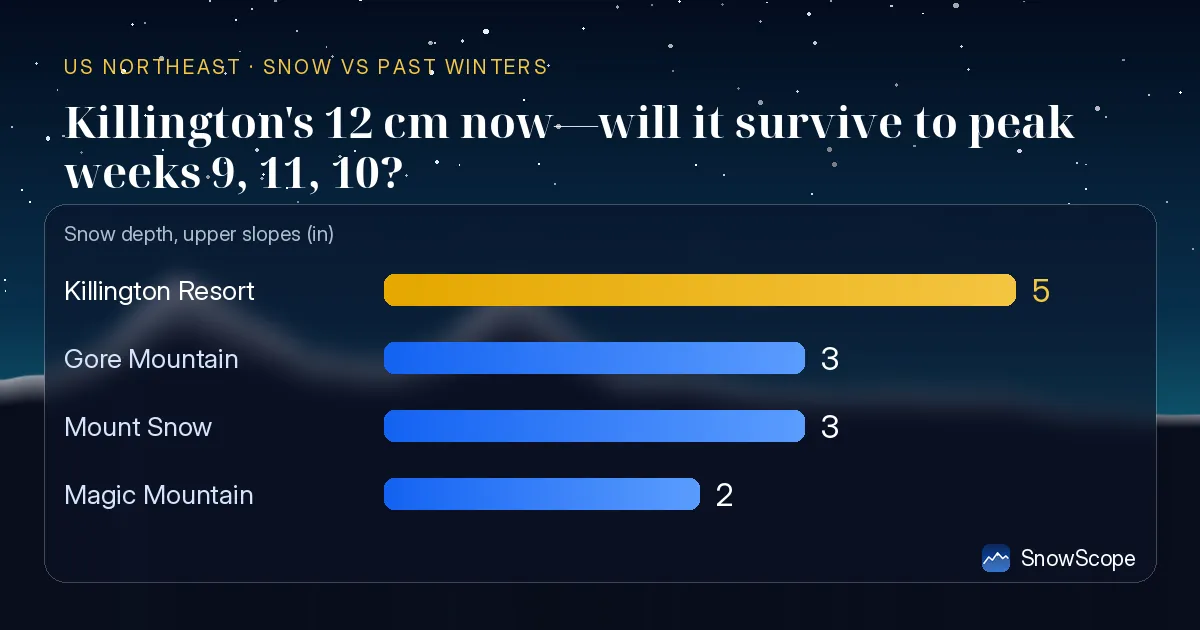 US NORTHEAST · SNOW VS PAST WINTERS
Killington's 12 cm now—will it survive to peak
weeks 9, 11, 10?
Snow depth, upper slopes (in)
Killington Resort 5
Gore Mountain 3
Mount Snow 3
Magic Mountain 2
SnowScope